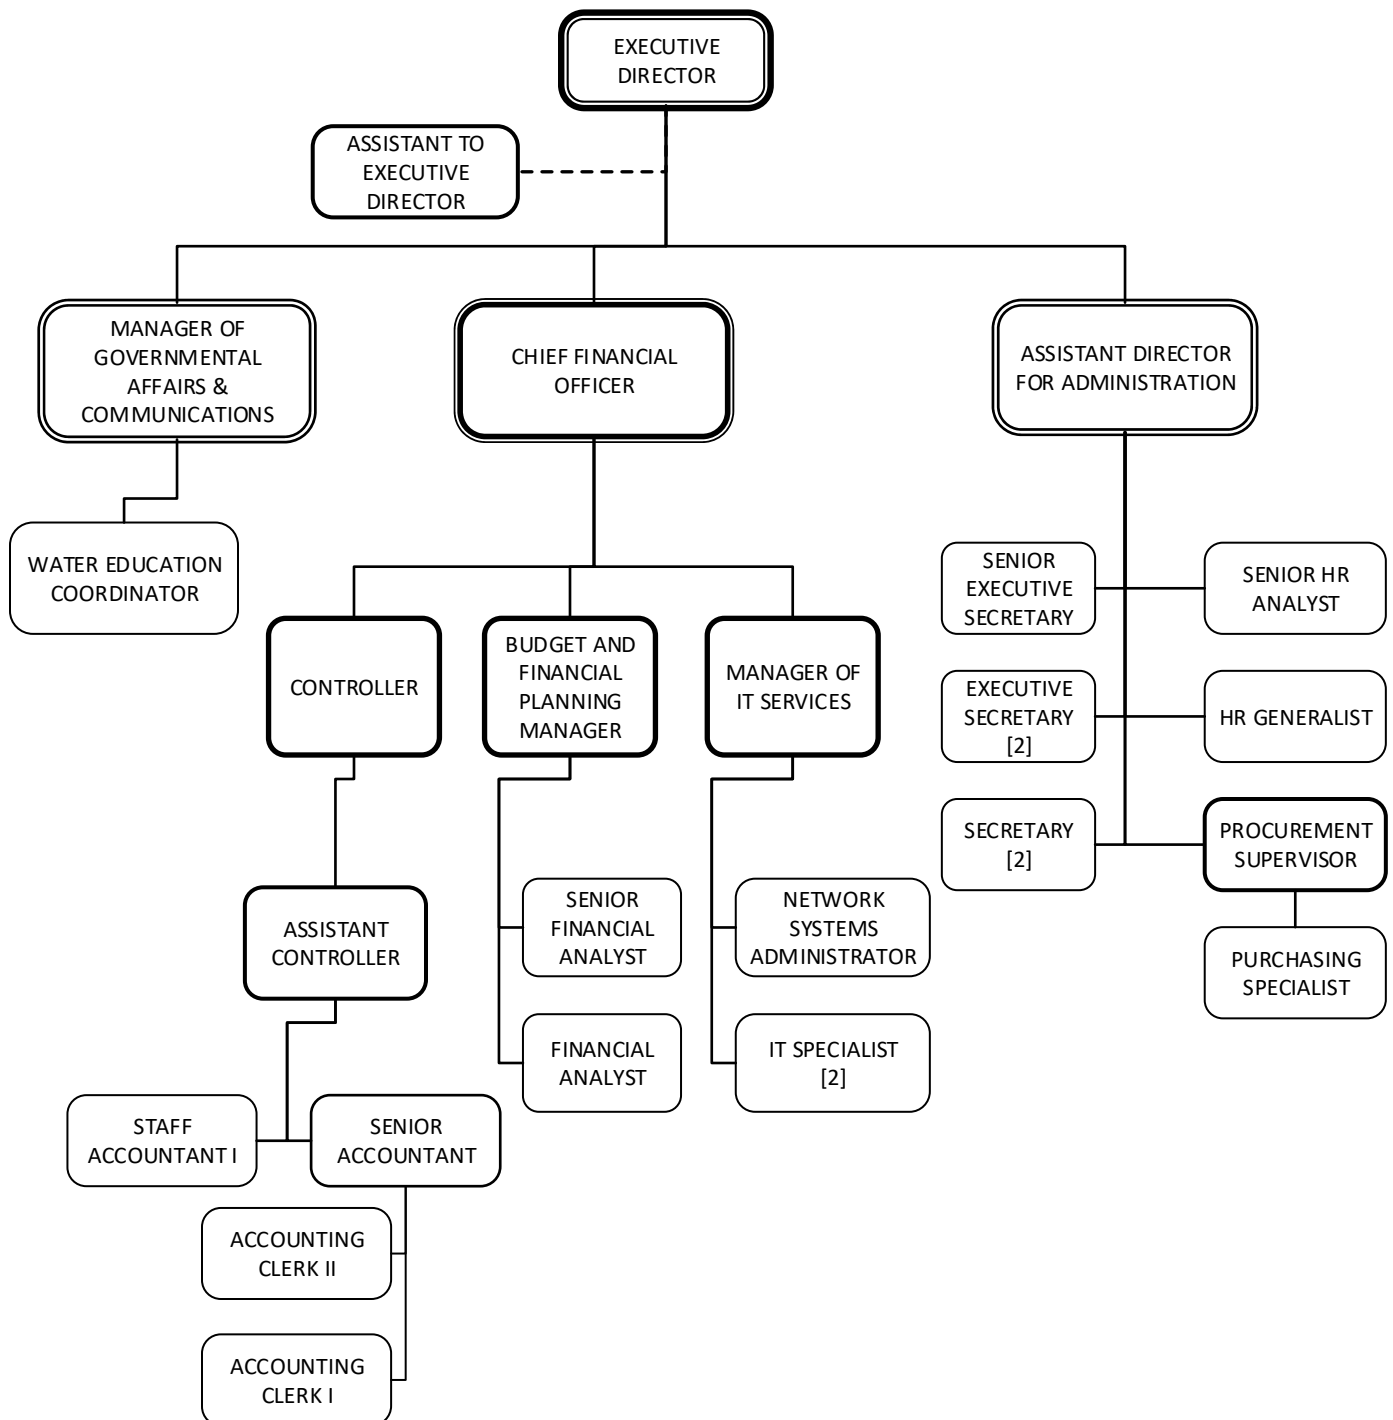 EXECUTIVE
DIRECTOR
ASSISTANT TO
EXECUTIVE
DIRECTOR
MANAGER OF
GOVERNMENTAL
AFFAIRS &
COMMUNICATIONS
CHIEF FINANCIAL
OFFICER
ASSISTANT DIRECTOR
FOR ADMINISTRATION
WATER EDUCATION
COORDINATOR
SENIOR
EXECUTIVE
SECRETARY
SENIOR HR
ANALYST
CONTROLLER
BUDGET AND
FINANCIAL
PLANNING
MANAGER
MANAGER OF
IT SERVICES
EXECUTIVE
SECRETARY
[2]
HR GENERALIST
SECRETARY
[2]
PROCUREMENT
SUPERVISOR
ASSISTANT
CONTROLLER
SENIOR
FINANCIAL
ANALYST
NETWORK
SYSTEMS
ADMINISTRATOR
PURCHASING
SPECIALIST
FINANCIAL
ANALYST
IT SPECIALIST
[2]
STAFF
ACCOUNTANT I
SENIOR
ACCOUNTANT
ACCOUNTING
CLERK II
ACCOUNTING
CLERK I